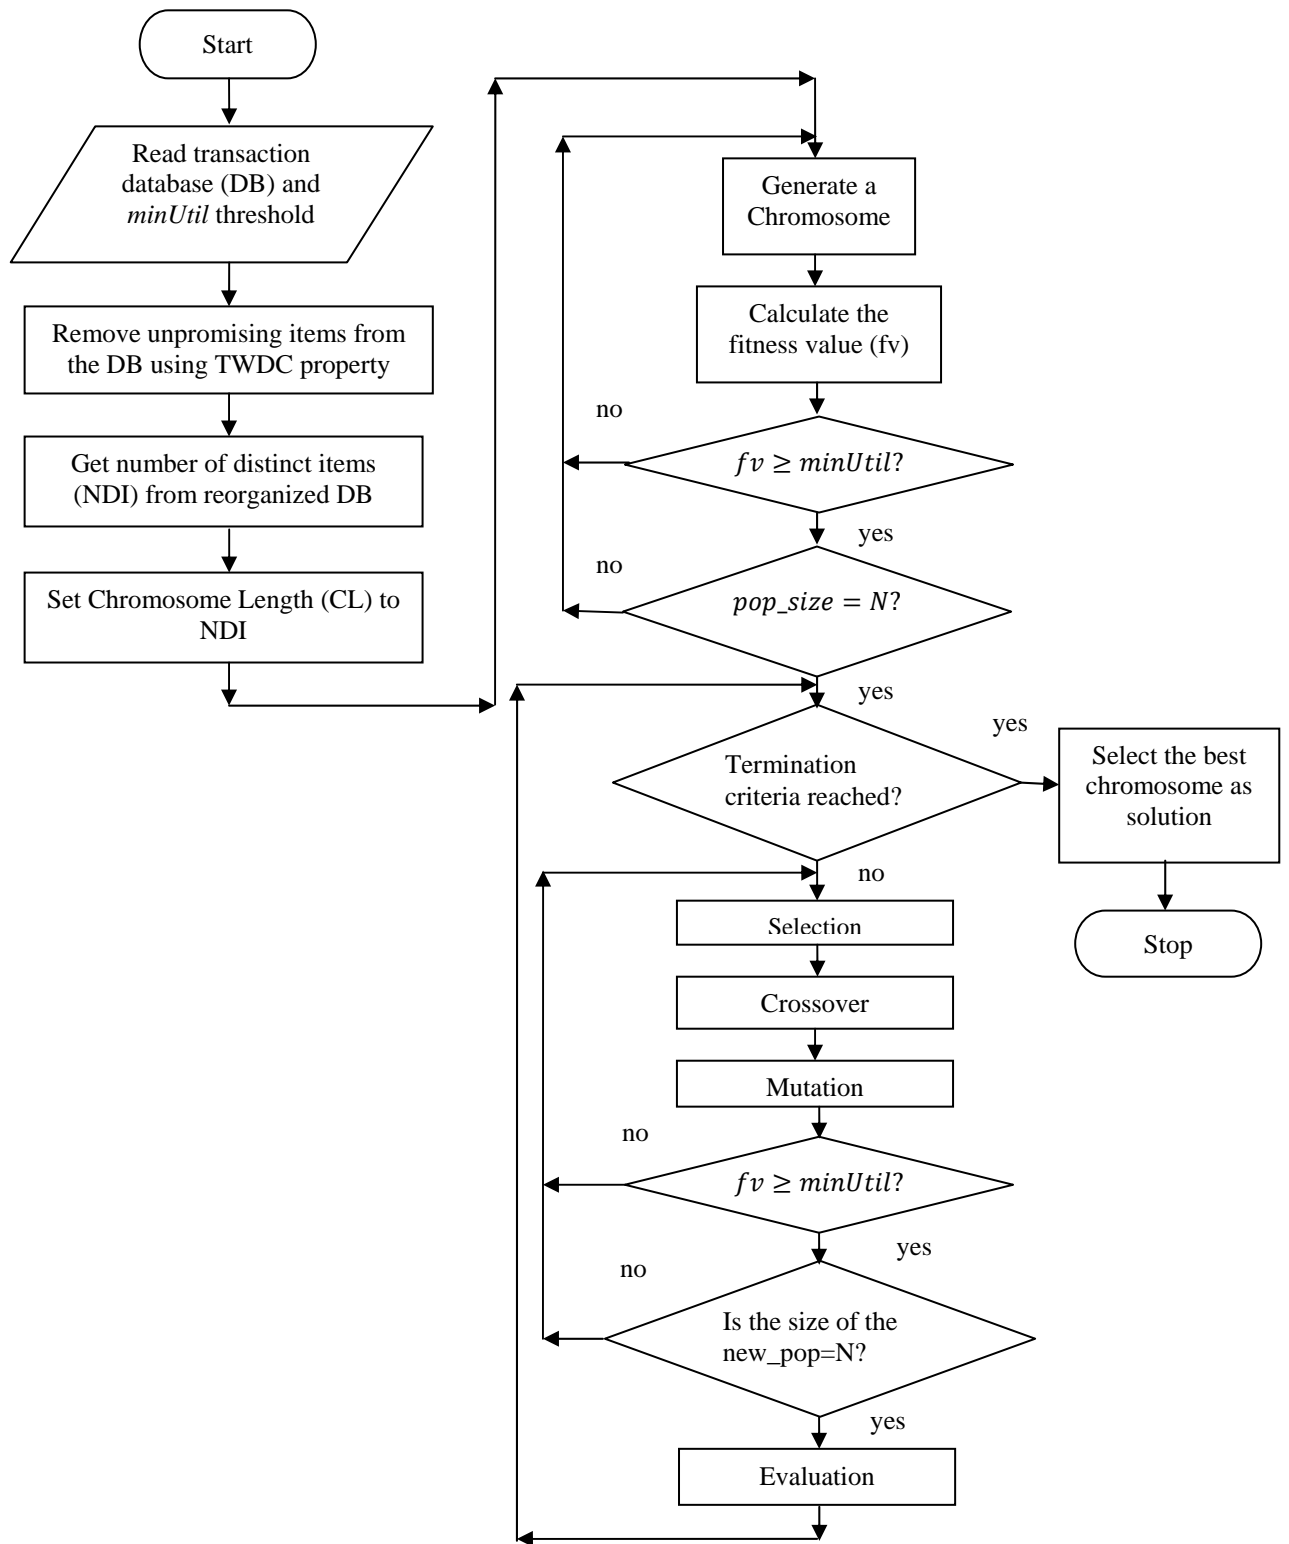 Start
Read transaction
database (DB) and
minUtil threshold
Remove unpromising items from
the DB using TWDC property
Get number of distinct items
(NDI) from reorganized DB
Set Chromosome Length (CL) to
NDI
Generate a
Chromosome
Calculate the
fitness value (fv)
no
fv ≥ minUtil?
yes
no
pop_size = N?
yes
Termination
criteria reached?
yes
Select the best
chromosome as
solution
Stop
no
Selection
Crossover
Mutation
no
fv ≥ minUtil?
yes
no
Is the size of the
new_pop=N?
yes
Evaluation